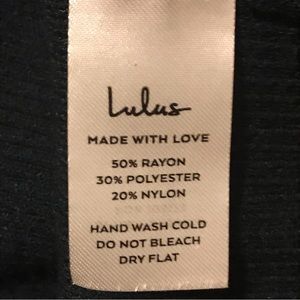 Lulus
MADE WITH LOVE
50% RAYON
30% POLYESTER
20% NYLON
HAND WASH COLD
DO NOT BLEACH
DRY FLAT